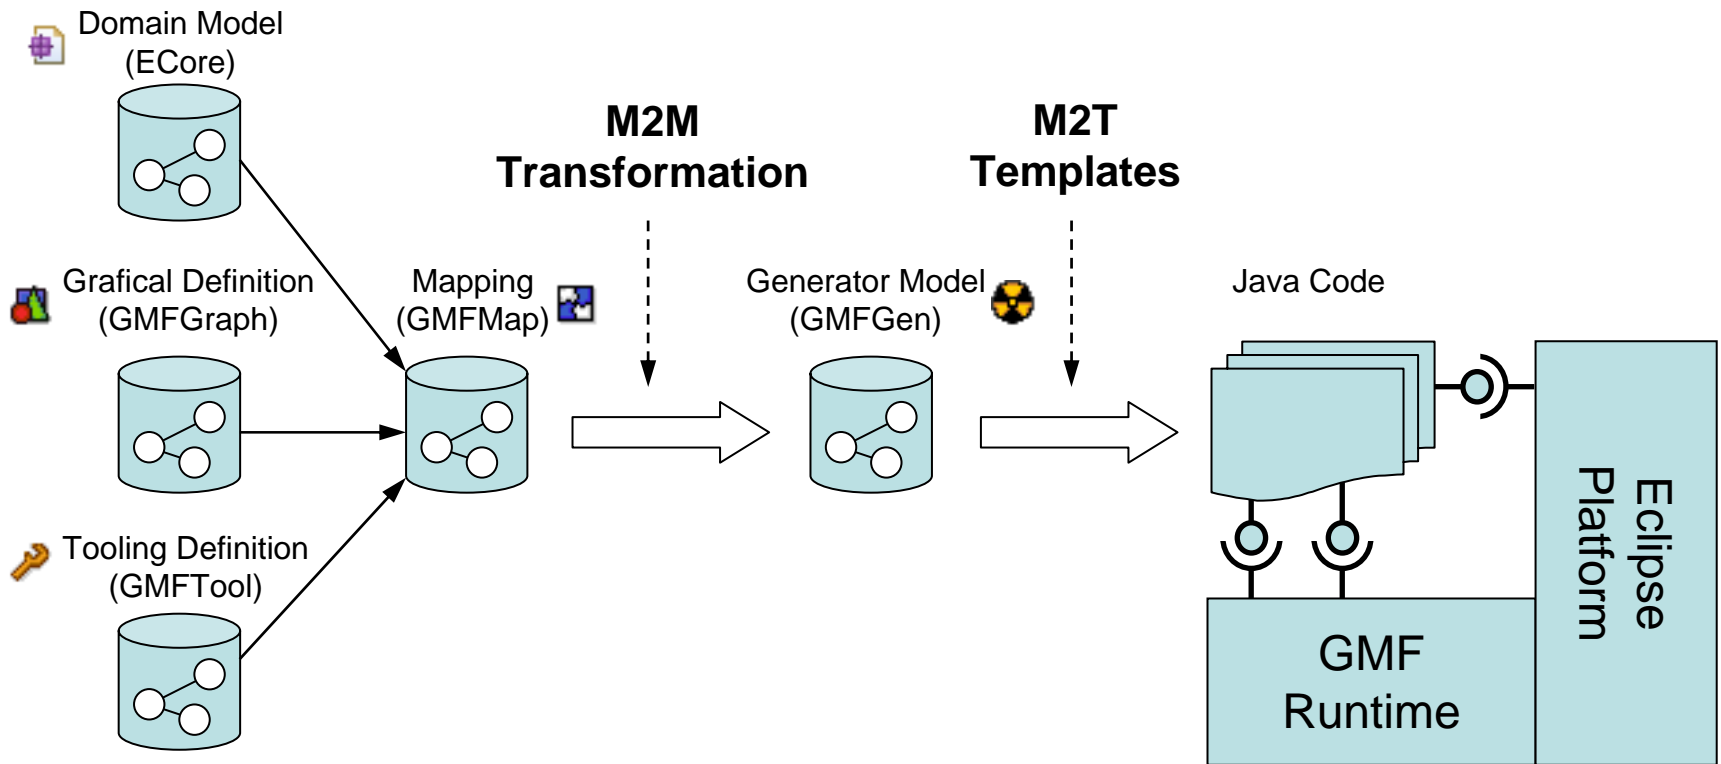 Domain Model
(ECore)
M2M
Transformation
M2T
Templates
Grafical Definition
(GMFGraph)
Mapping
(GMFMap)
Generator Model
(GMFGen)
Java Code
Tooling Definition
(GMFTool)
GMF
Runtime
Eclipse
Platform